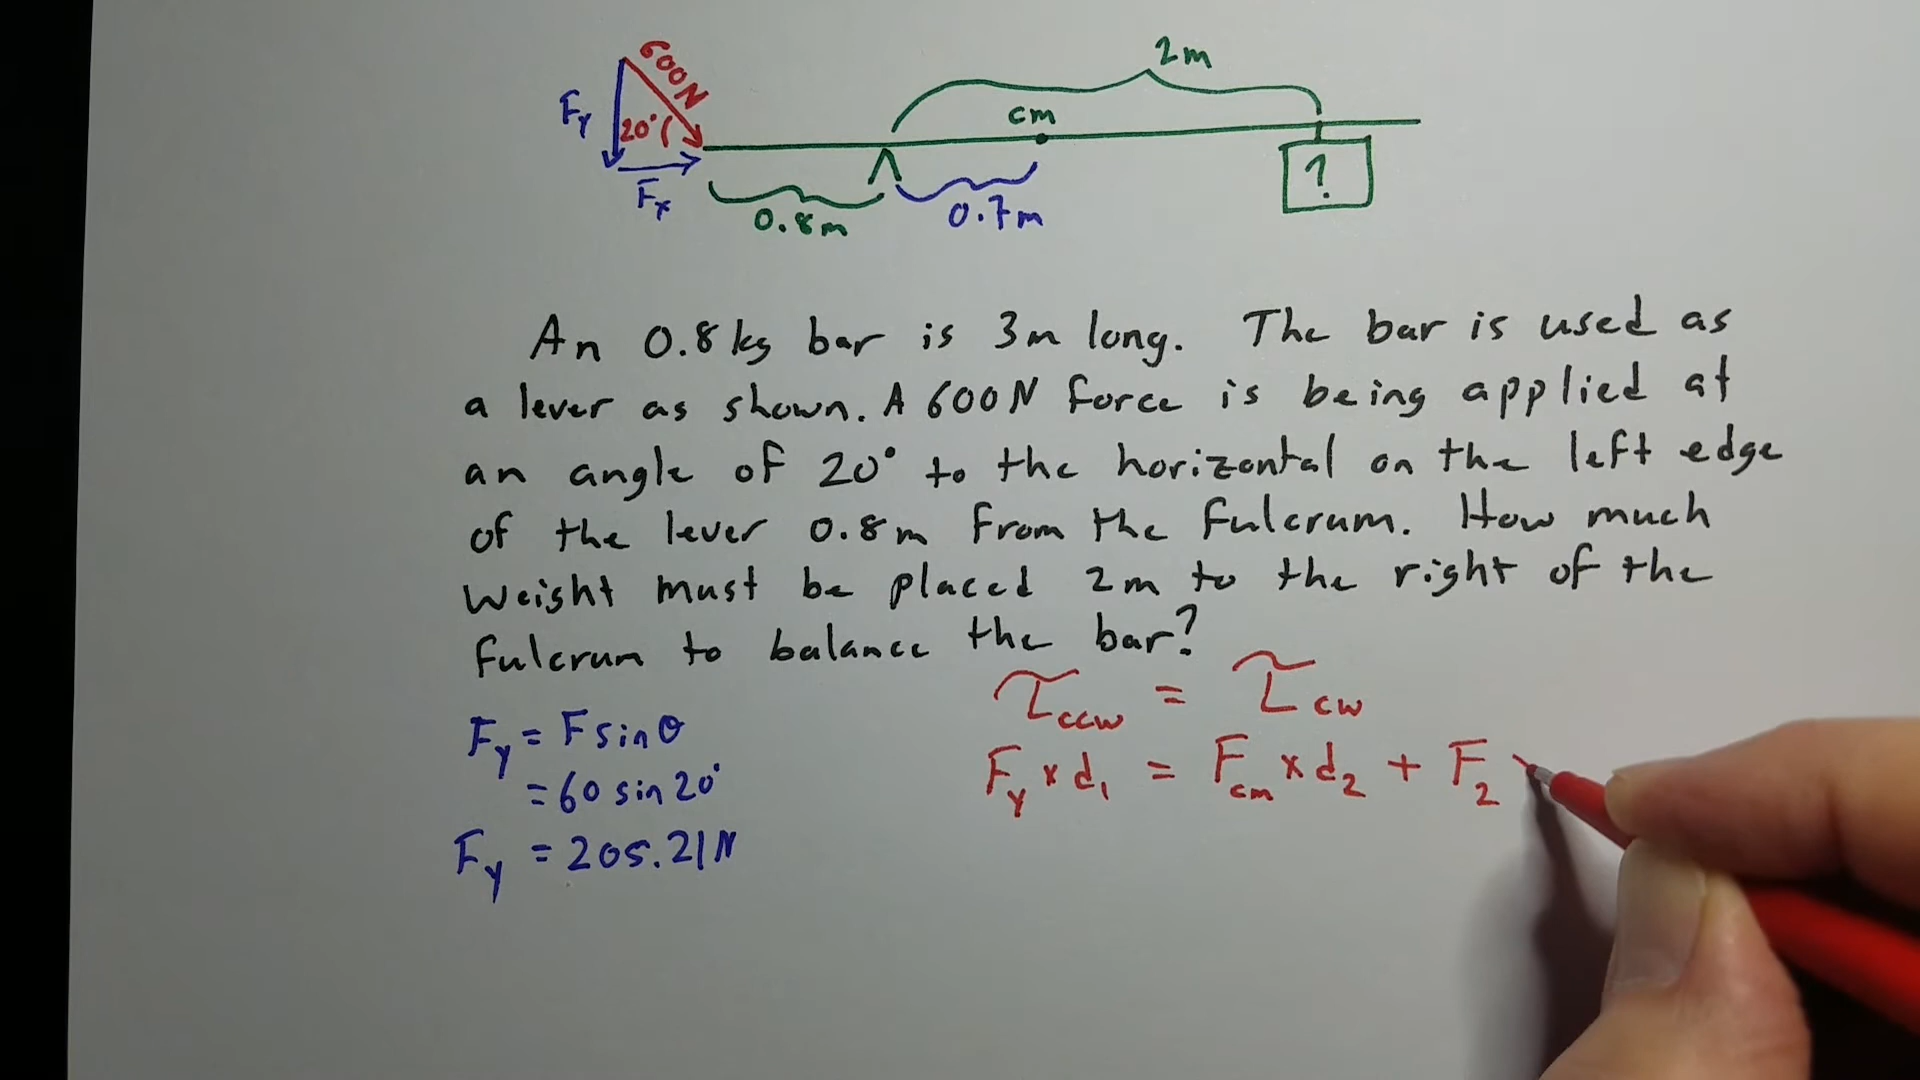 2m
600N
Fy
20°
cm
?
Fx
0.8m
0.7m
An 0.8kg bar is 3m long. The bar is used as
a lever as shown. A 600N force is being applied at
an angle of 20° to the horizontal on the left edge
of the lever 0.8m from the fulcrum. How much
weight must be placed 2m to the right of the
fulcrum to balance the bar?
τccw = τcw
Fy = F sin θ
Fy × d1 = Fcm × d2 + F2
= 60 sin 20°
Fy = 205.21N